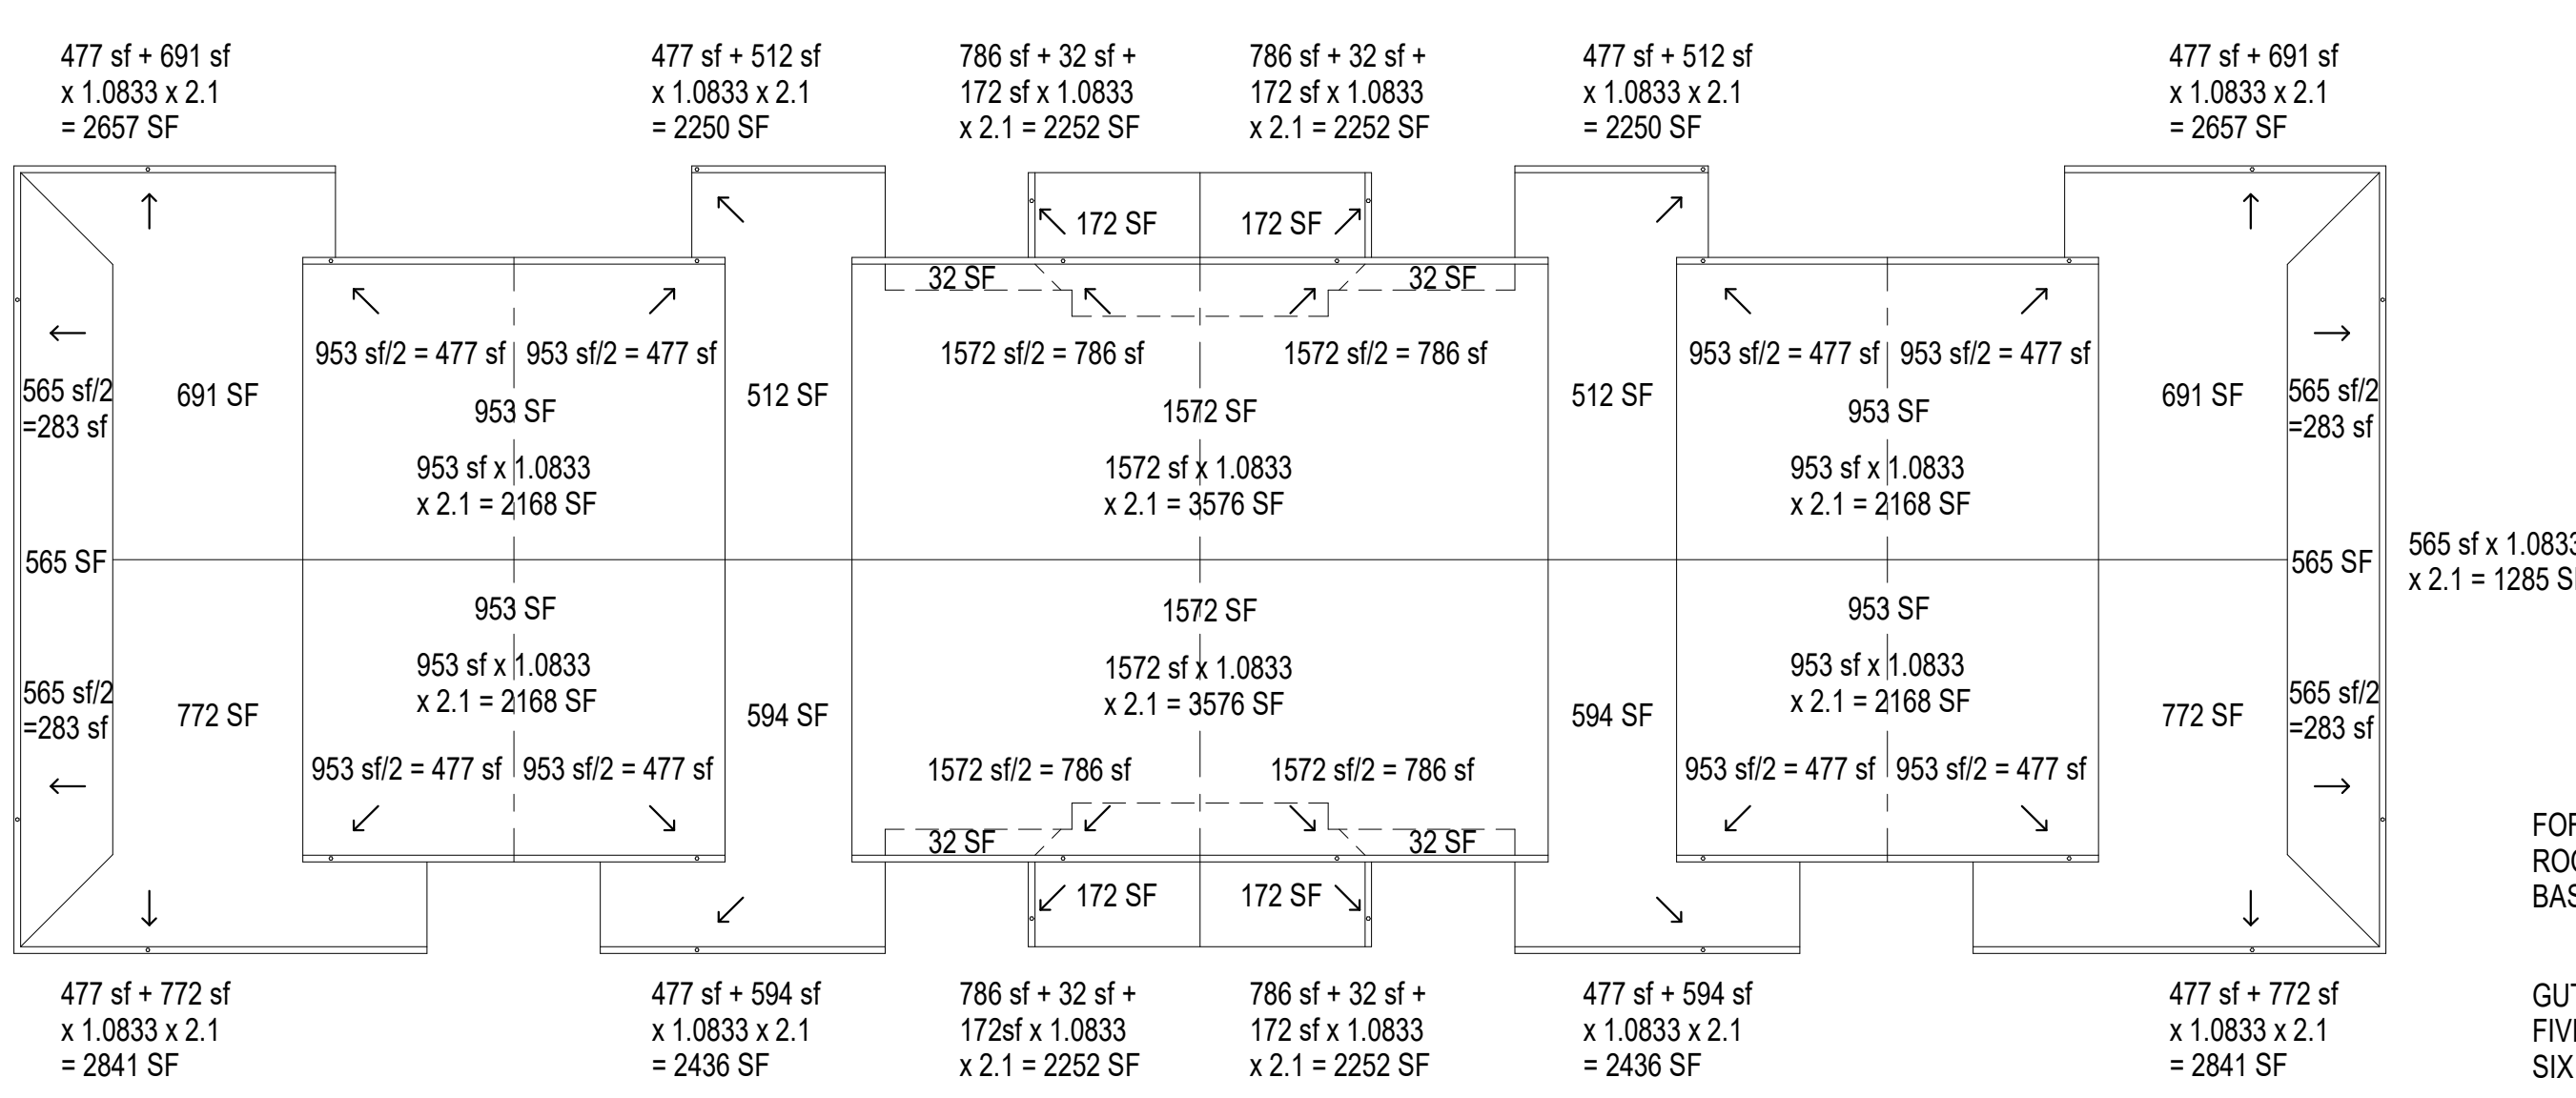 477 sf + 691 sf
x 1.0833 x 2.1
= 2657 SF
477 sf + 512 sf
x 1.0833 x 2.1
= 2250 SF
786 sf + 32 sf +
172 sf x 1.0833
x 2.1 = 2252 SF
786 sf + 32 sf +
172 sf x 1.0833
x 2.1 = 2252 SF
477 sf + 512 sf
x 1.0833 x 2.1
= 2250 SF
477 sf + 691 sf
x 1.0833 x 2.1
= 2657 SF
172 SF
172 SF
32 SF
32 SF
953 sf/2 = 477 sf
953 sf/2 = 477 sf
1572 sf/2 = 786 sf
1572 sf/2 = 786 sf
953 sf/2 = 477 sf
953 sf/2 = 477 sf
565 sf/2
=283 sf
691 SF
953 SF
512 SF
1572 SF
512 SF
953 SF
691 SF
565 sf/2
=283 sf
953 sf x 1.0833
x 2.1 = 2168 SF
1572 sf x 1.0833
x 2.1 = 3576 SF
953 sf x 1.0833
x 2.1 = 2168 SF
565 SF
565 SF
565 sf x 1.0833
x 2.1 = 1285 S
953 SF
1572 SF
953 SF
953 sf x 1.0833
x 2.1 = 2168 SF
1572 sf x 1.0833
x 2.1 = 3576 SF
953 sf x 1.0833
x 2.1 = 2168 SF
565 sf/2
=283 sf
772 SF
594 SF
594 SF
772 SF
565 sf/2
=283 sf
953 sf/2 = 477 sf
953 sf/2 = 477 sf
1572 sf/2 = 786 sf
1572 sf/2 = 786 sf
953 sf/2 = 477 sf
953 sf/2 = 477 sf
32 SF
32 SF
172 SF
172 SF
FOR
ROO
BAS
477 sf + 772 sf
x 1.0833 x 2.1
= 2841 SF
477 sf + 594 sf
x 1.0833 x 2.1
= 2436 SF
786 sf + 32 sf +
172sf x 1.0833
x 2.1 = 2252 SF
786 sf + 32 sf +
172 sf x 1.0833
x 2.1 = 2252 SF
477 sf + 594 sf
x 1.0833 x 2.1
= 2436 SF
477 sf + 772 sf
x 1.0833 x 2.1
= 2841 SF
GUT
FIV
SIX